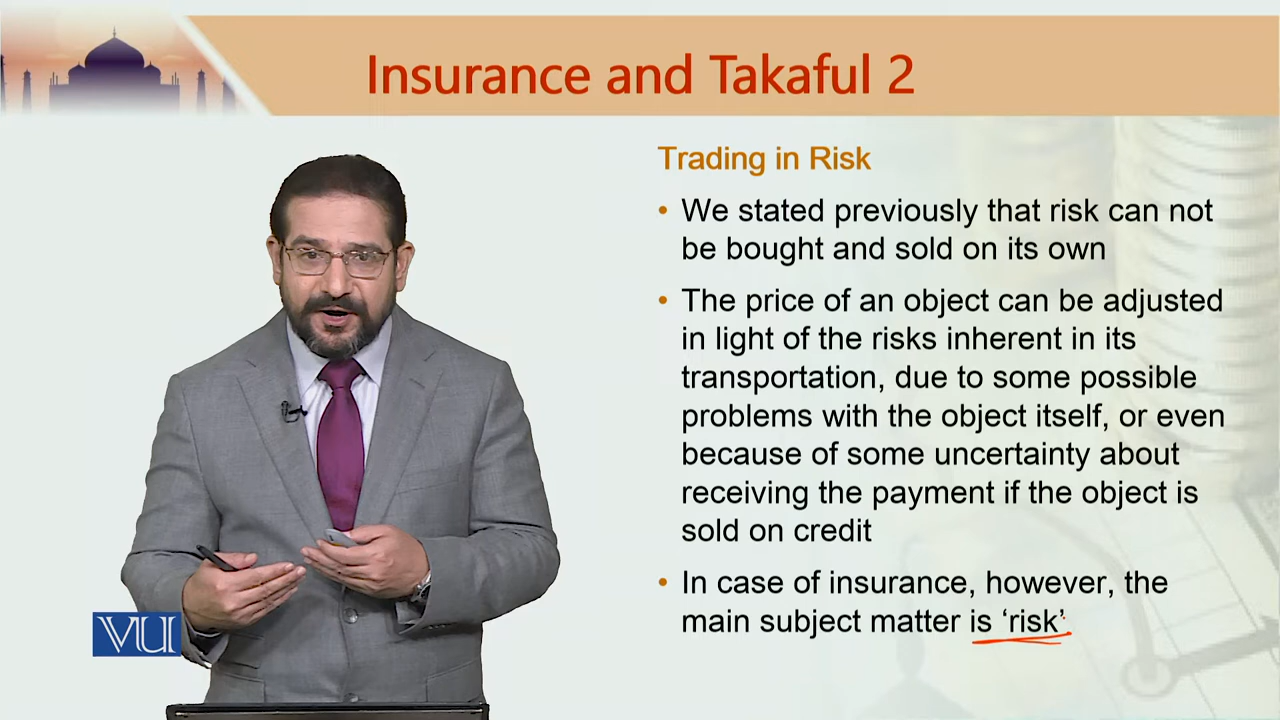 Insurance and Takaful 2
Trading in Risk
• We stated previously that risk can not
be bought and sold on its own
• The price of an object can be adjusted
in light of the risks inherent in its
transportation, due to some possible
problems with the object itself, or even
because of some uncertainty about
receiving the payment if the object is
sold on credit
• In case of insurance, however, the
main subject matter is ‘risk’
VU